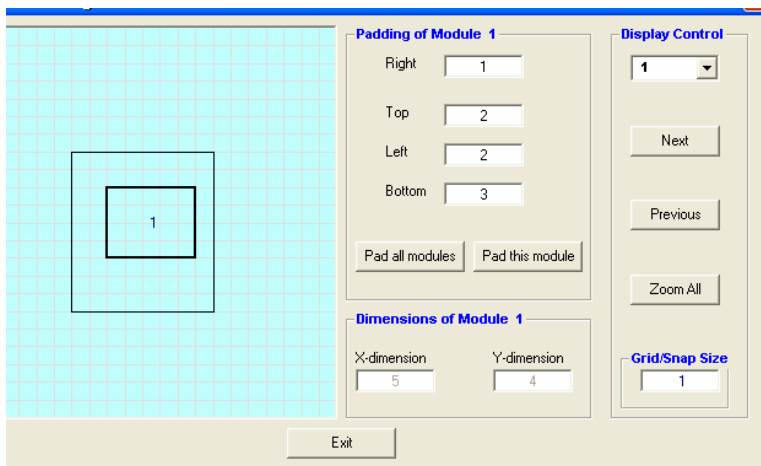 Padding of Module 1
Right 1
Top 2
Left 2
Bottom 3
Pad all modules Pad this module
Dimensions of Module 1
X-dimension Y-dimension
5 4
1
Display Control
1
Next
Previous
Zoom All
Grid/Snap Size
1
Exit